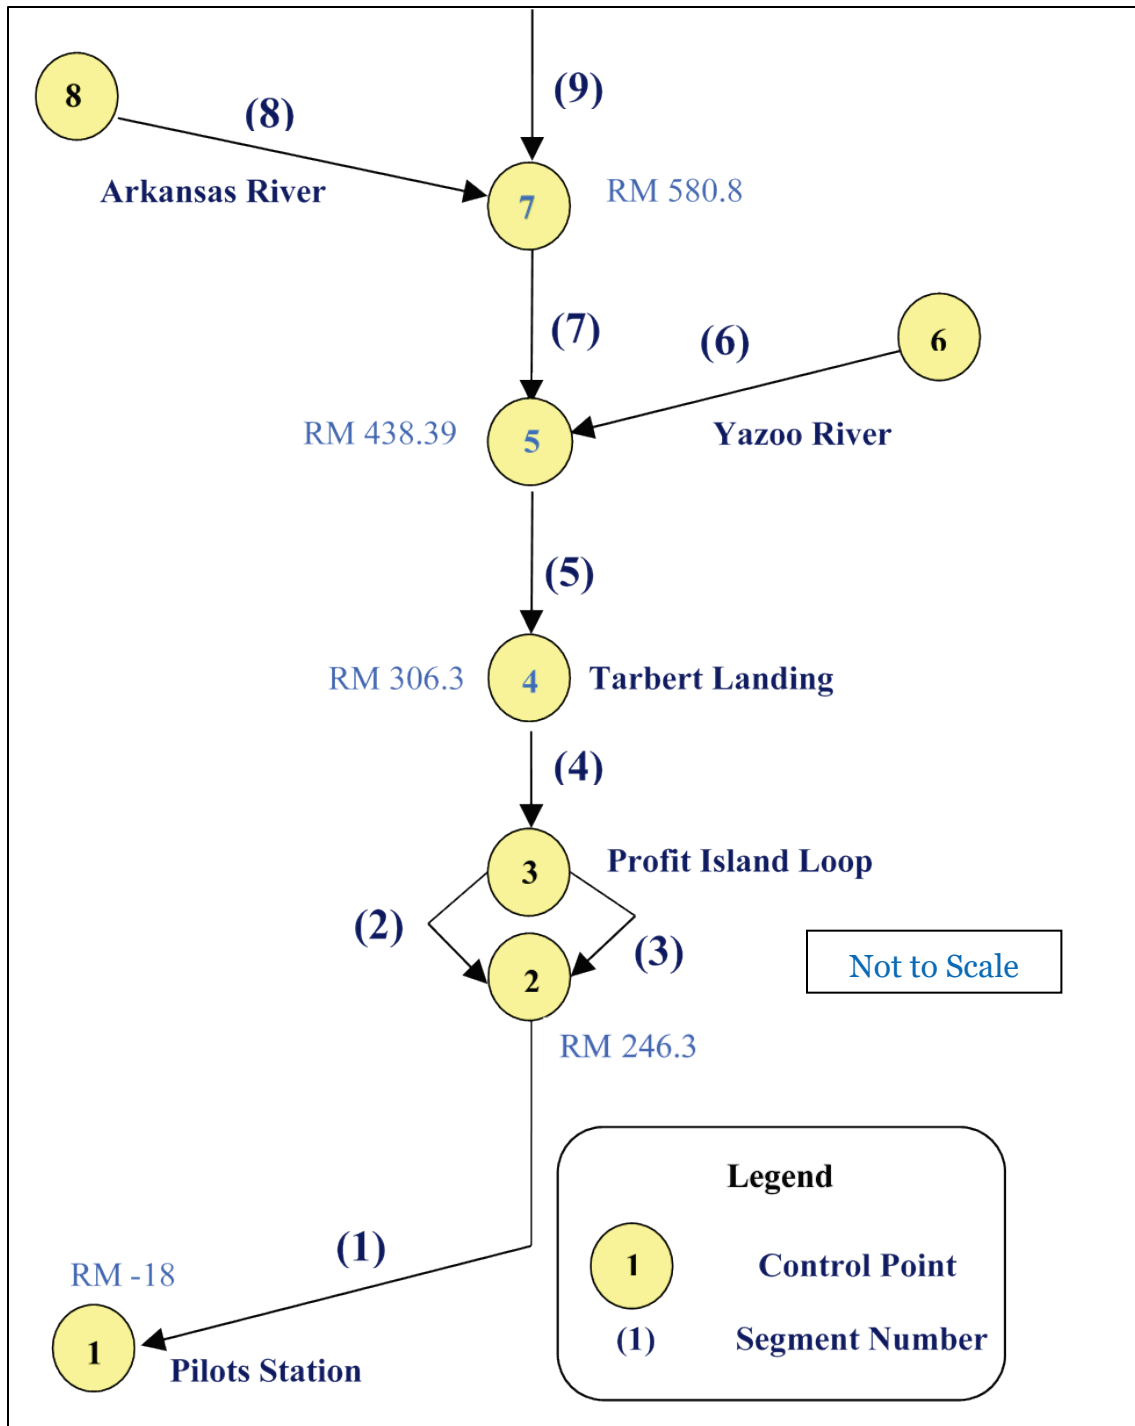 (9)
8
(8)
Arkansas River
7
RM 580.8
(7)
6
(6)
RM 438.39
5
Yazoo River
(5)
RM 306.3
4
Tarbert Landing
(4)
3
Profit Island Loop
(2)
(3)
2
Not to Scale
RM 246.3
Legend
(1)
RM -18
1
Control Point
1
(1)
Segment Number
Pilots Station